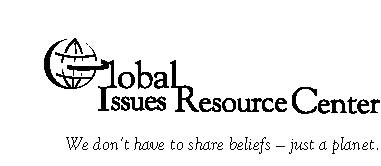 Global
Issues Resource Center
We don't have to share beliefs – just a planet.